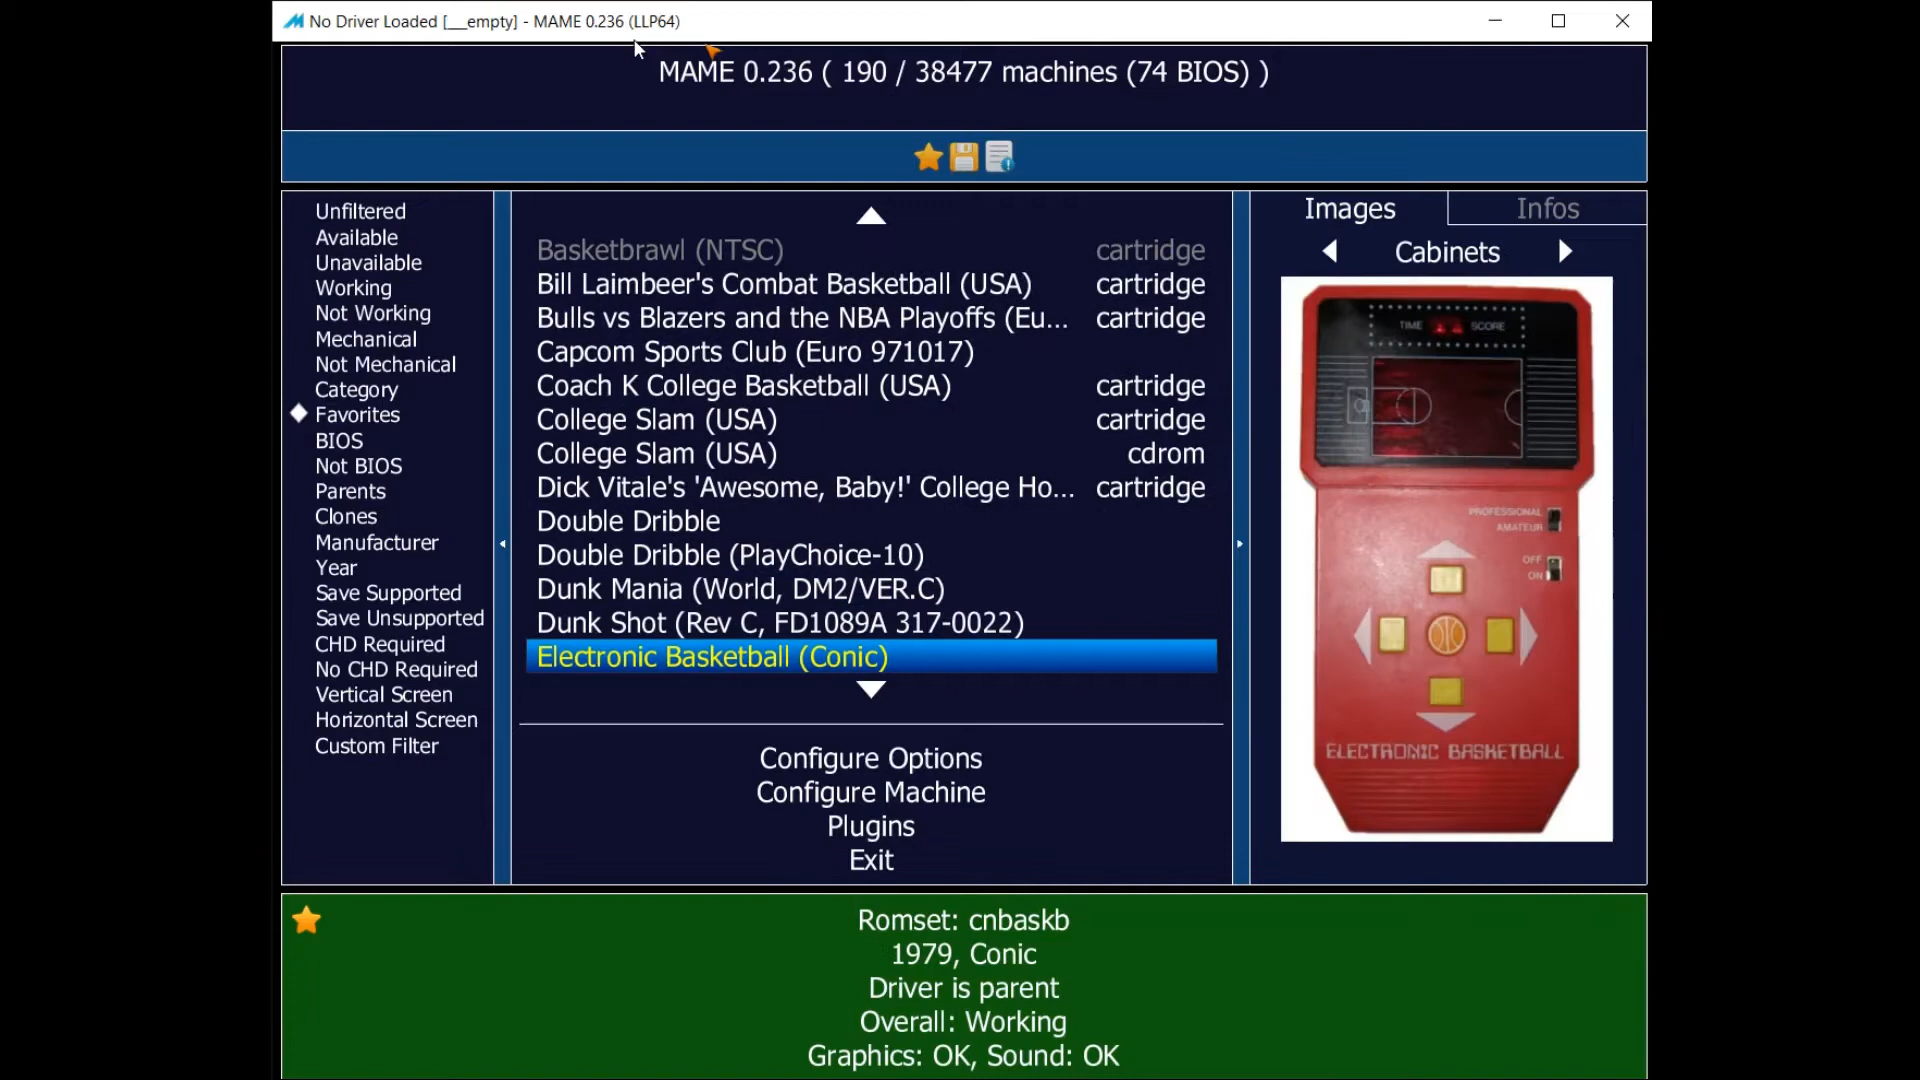 No Driver Loaded [__empty] - MAME 0.236 (LLP64)
MAME 0.236 ( 190 / 38477 machines (74 BIOS) )
Unfiltered
Available
Unavailable
Working
Not Working
Mechanical
Not Mechanical
Category
Favorites
BIOS
Not BIOS
Parents
Clones
Manufacturer
Year
Save Supported
Save Unsupported
CHD Required
No CHD Required
Vertical Screen
Horizontal Screen
Custom Filter
Basketbrawl (NTSC) cartridge
Bill Laimbeer's Combat Basketball (USA) cartridge
Bulls vs Blazers and the NBA Playoffs (Eu... cartridge
Capcom Sports Club (Euro 971017)
Coach K College Basketball (USA) cartridge
College Slam (USA) cartridge
College Slam (USA) cdrom
Dick Vitale's 'Awesome, Baby!' College Ho... cartridge
Double Dribble
Double Dribble (PlayChoice-10)
Dunk Mania (World, DM2/VER.C)
Dunk Shot (Rev C, FD1089A 317-0022)
Electronic Basketball (Conic)
Configure Options
Configure Machine
Plugins
Exit
Images Infos
Cabinets
TIME SCORE
PROFESSIONAL
AMATEUR
OFF
ON
ELECTRONIC BASKETBALL
Romset: cnbaskb
1979, Conic
Driver is parent
Overall: Working
Graphics: OK, Sound: OK